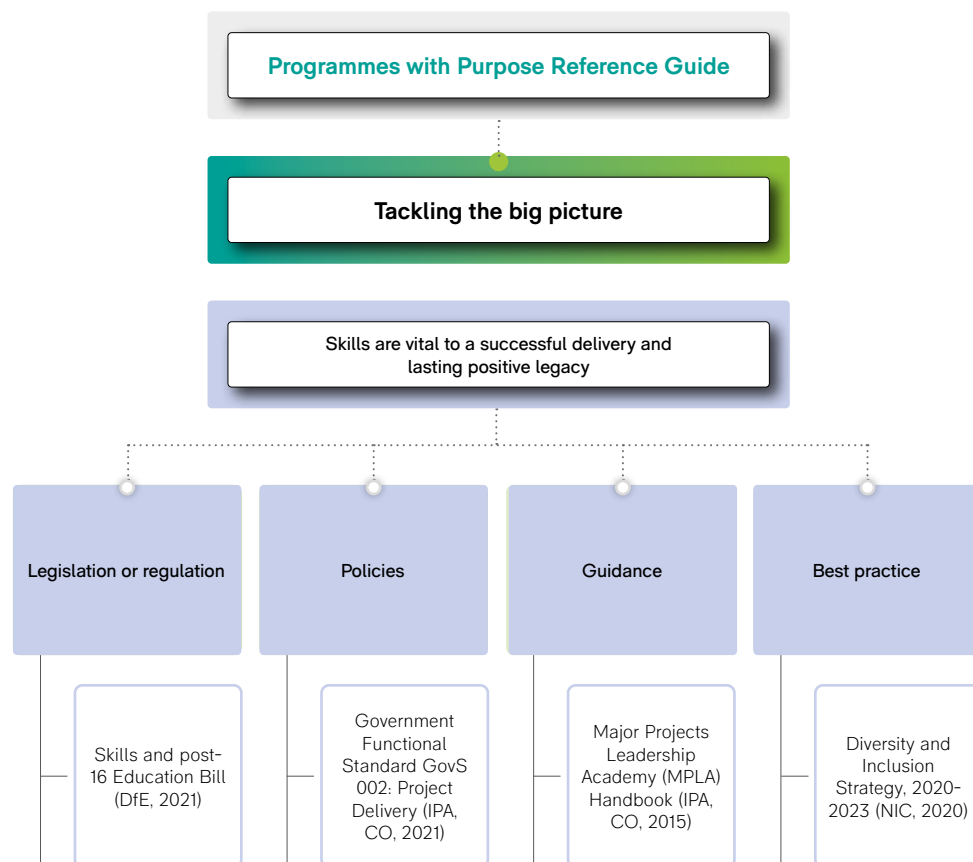 Programmes with Purpose Reference Guide
Tackling the big picture
Skills are vital to a successful delivery and
lasting positive legacy
Legislation or regulation
Policies
Guidance
Best practice
Skills and post-
16 Education Bill
(DfE, 2021)
Government
Functional
Standard GovS
002: Project
Delivery (IPA,
CO, 2021)
Major Projects
Leadership
Academy (MPLA)
Handbook (IPA,
CO, 2015)
Diversity and
Inclusion
Strategy, 2020-
2023 (NIC, 2020)